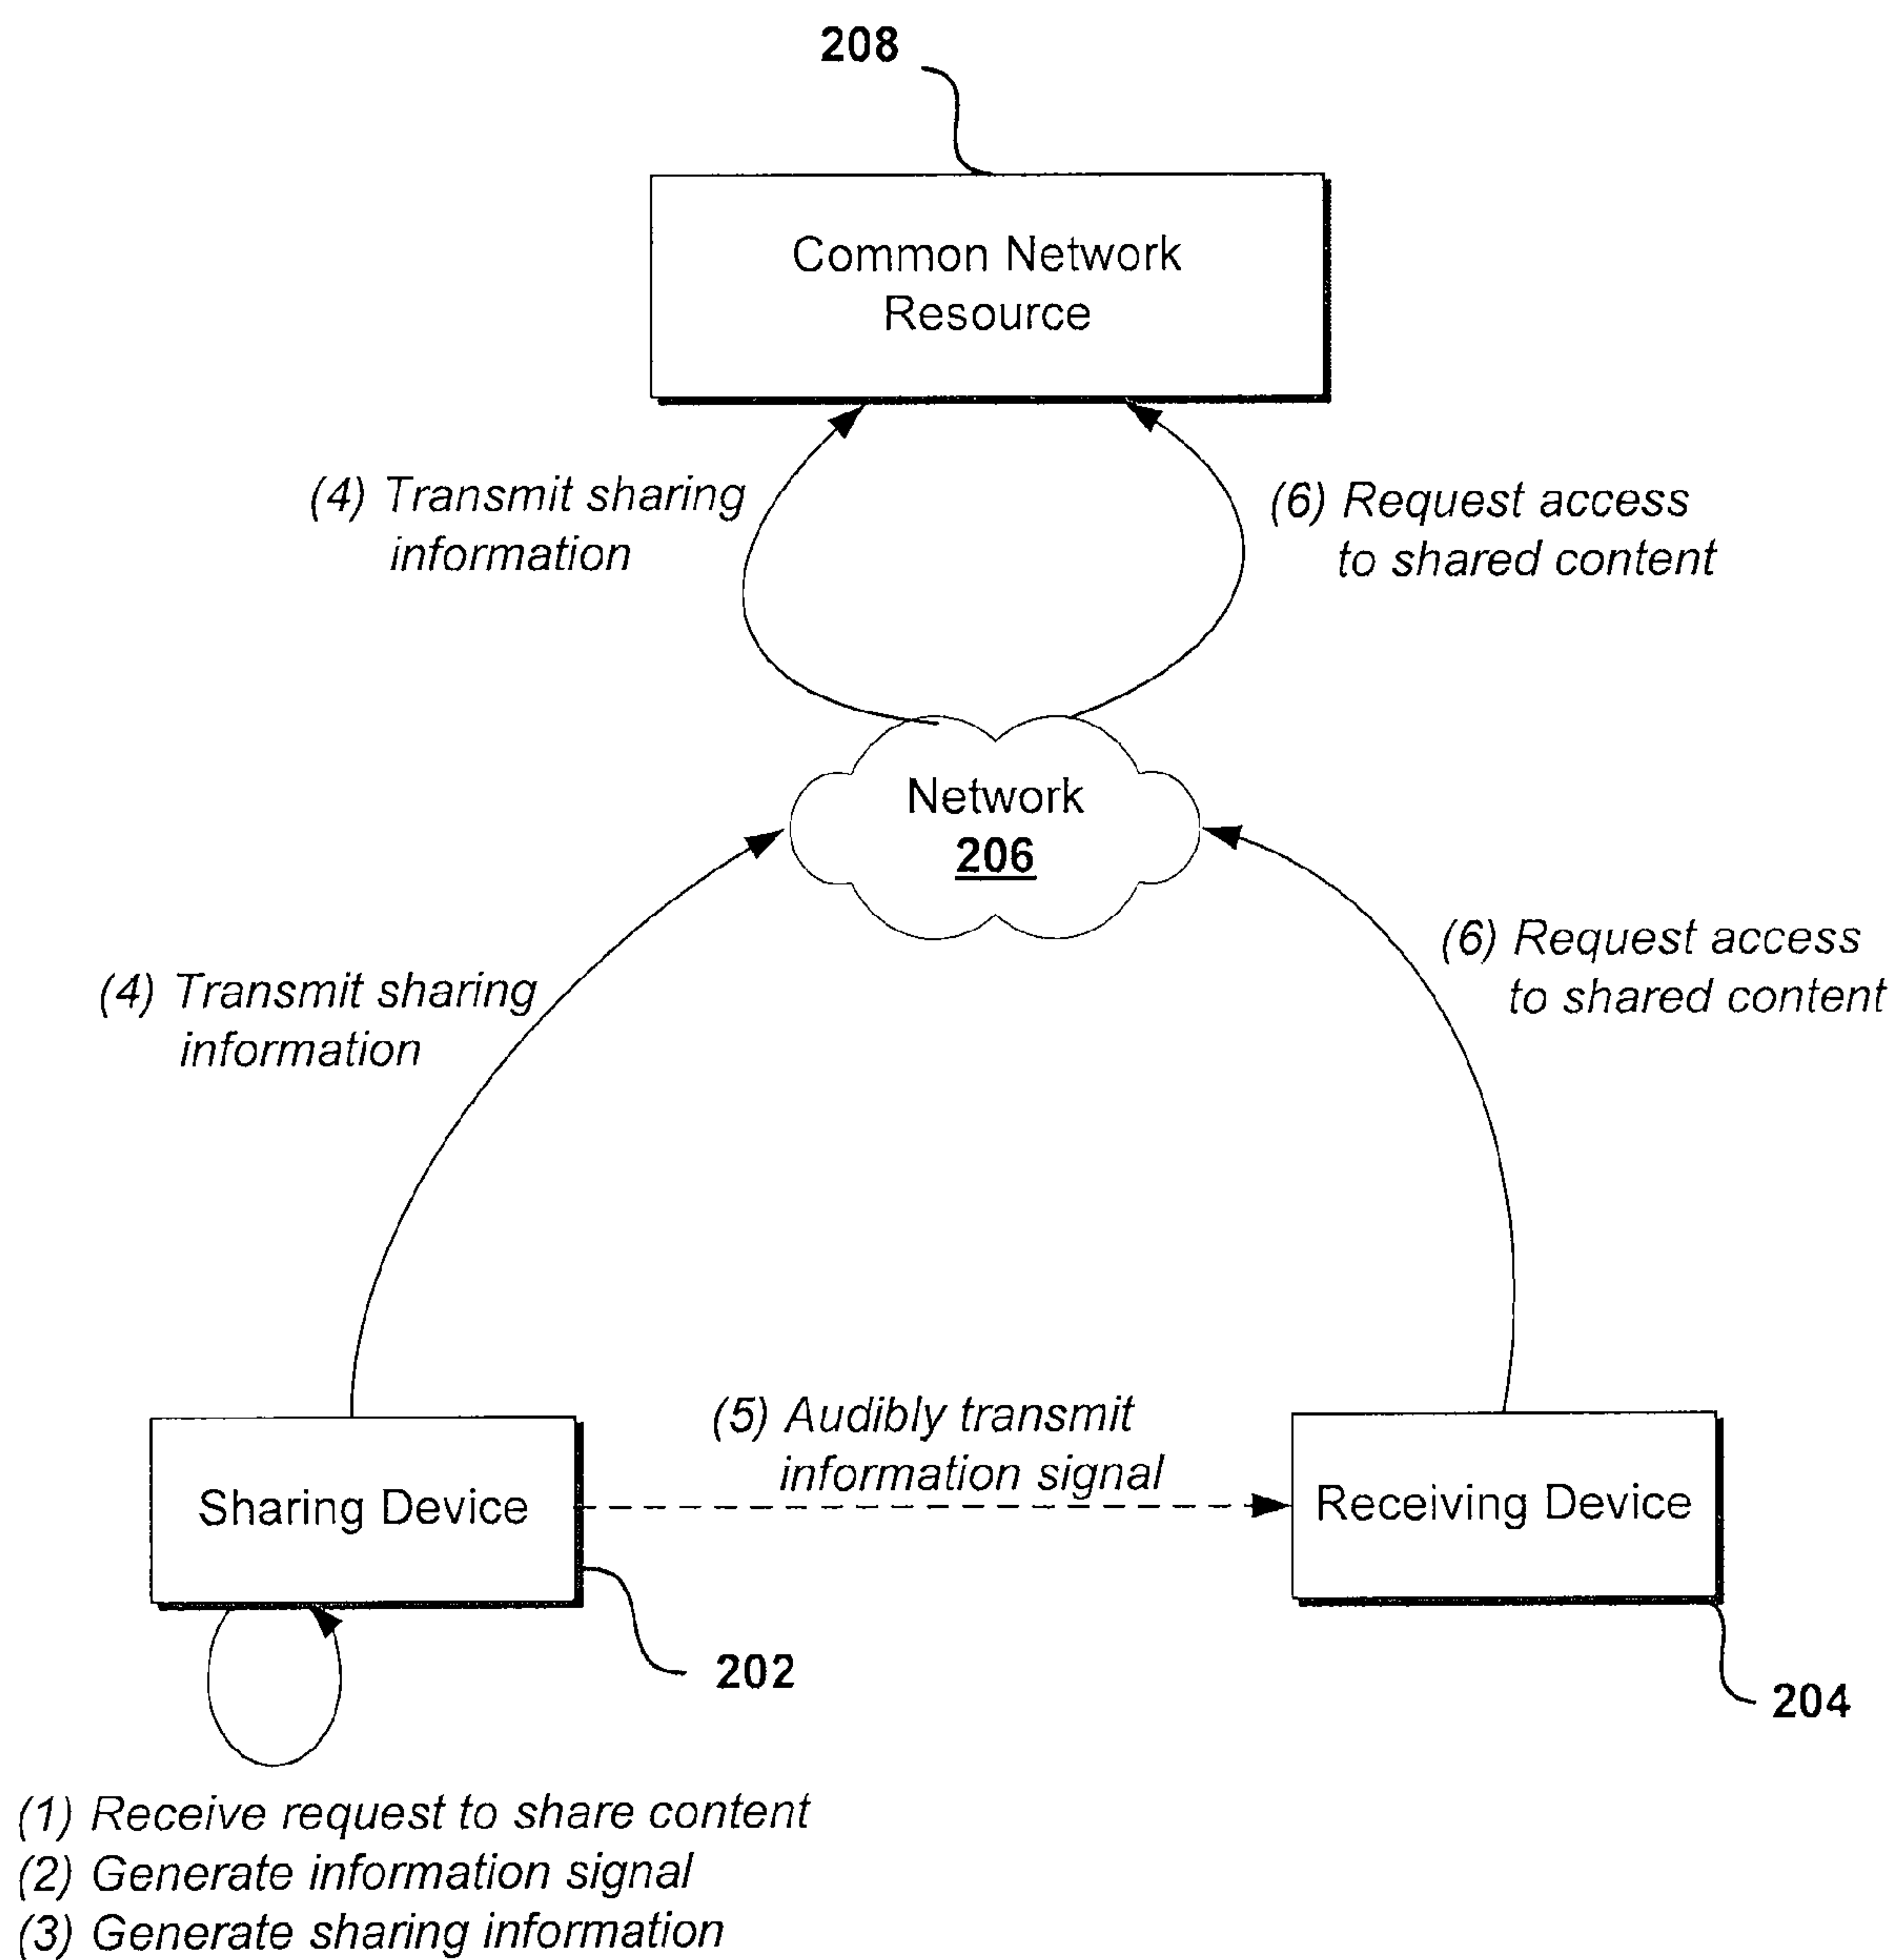 208
Common Network
Resource
(4) Transmit sharing
information
(6) Request access
to shared content
Network
206
(4) Transmit sharing
information
(6) Request access
to shared content
(5) Audibly transmit
information signal
Sharing Device
Receiving Device
202
204
(1) Receive request to share content
(2) Generate information signal
(3) Generate sharing information